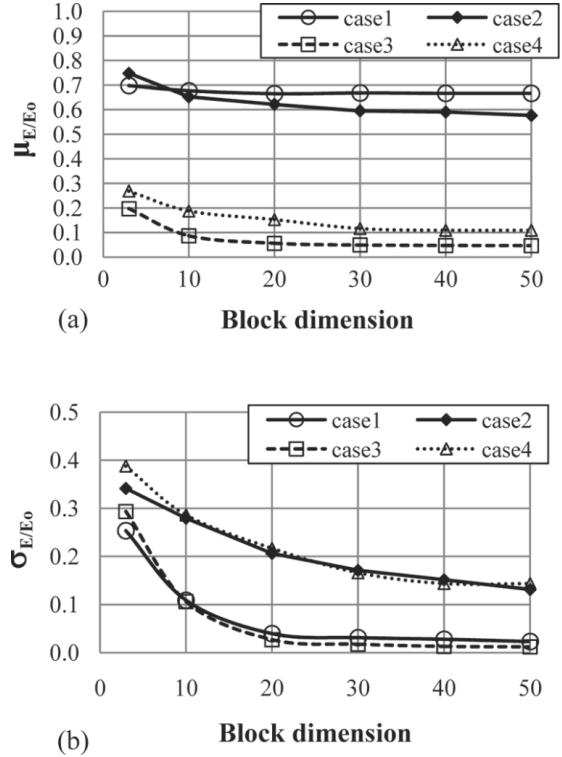 1.0
0.9
0.8
0.7
0.6
0.5
0.4
0.3
0.2
0.1
0.0
μE/Eo
case1
case2
case3
case4
0 10 20 30 40 50
(a)
Block dimension
0.5
0.4
0.3
0.2
0.1
0.0
σE/Eo
case1
case2
case3
case4
0 10 20 30 40 50
Block dimension
(b)